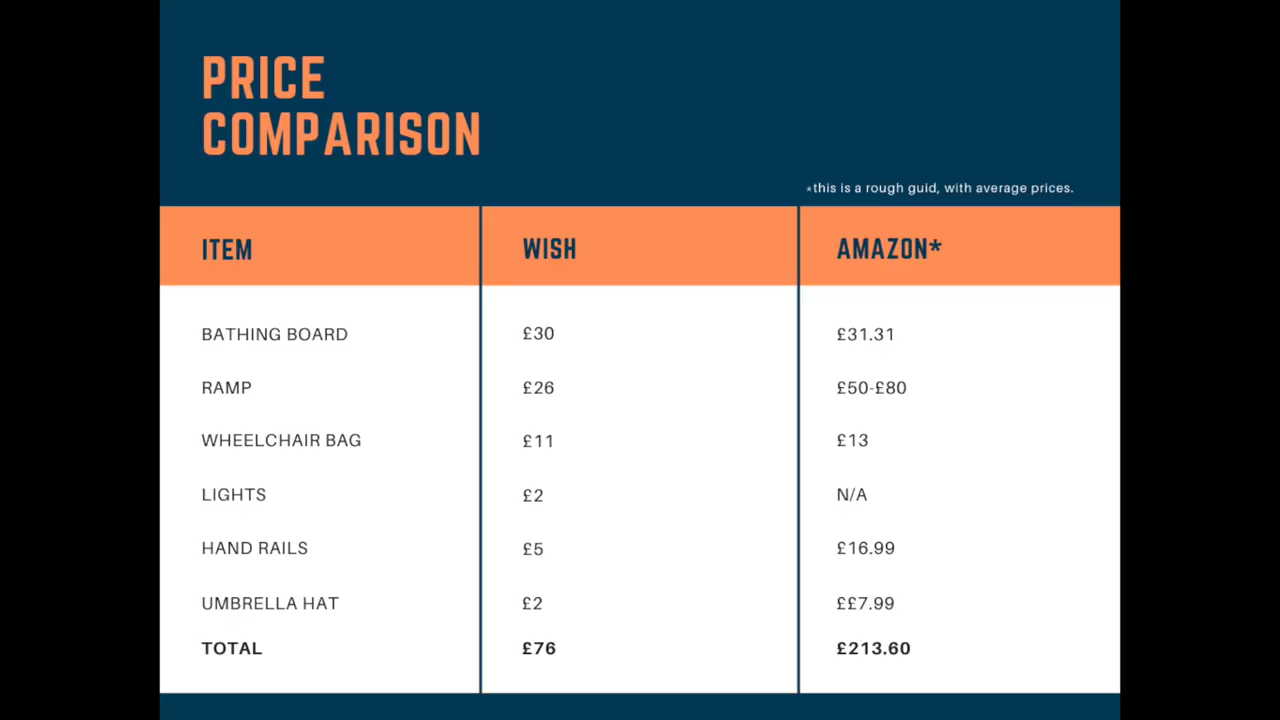 PRICE
COMPARISON
*this is a rough guid, with average prices.
ITEM WISH AMAZON*
BATHING BOARD £30 £31.31
RAMP £26 £50-£80
WHEELCHAIR BAG £11 £13
LIGHTS £2 N/A
HAND RAILS £5 £16.99
UMBRELLA HAT £2 ££7.99
TOTAL £76 £213.60